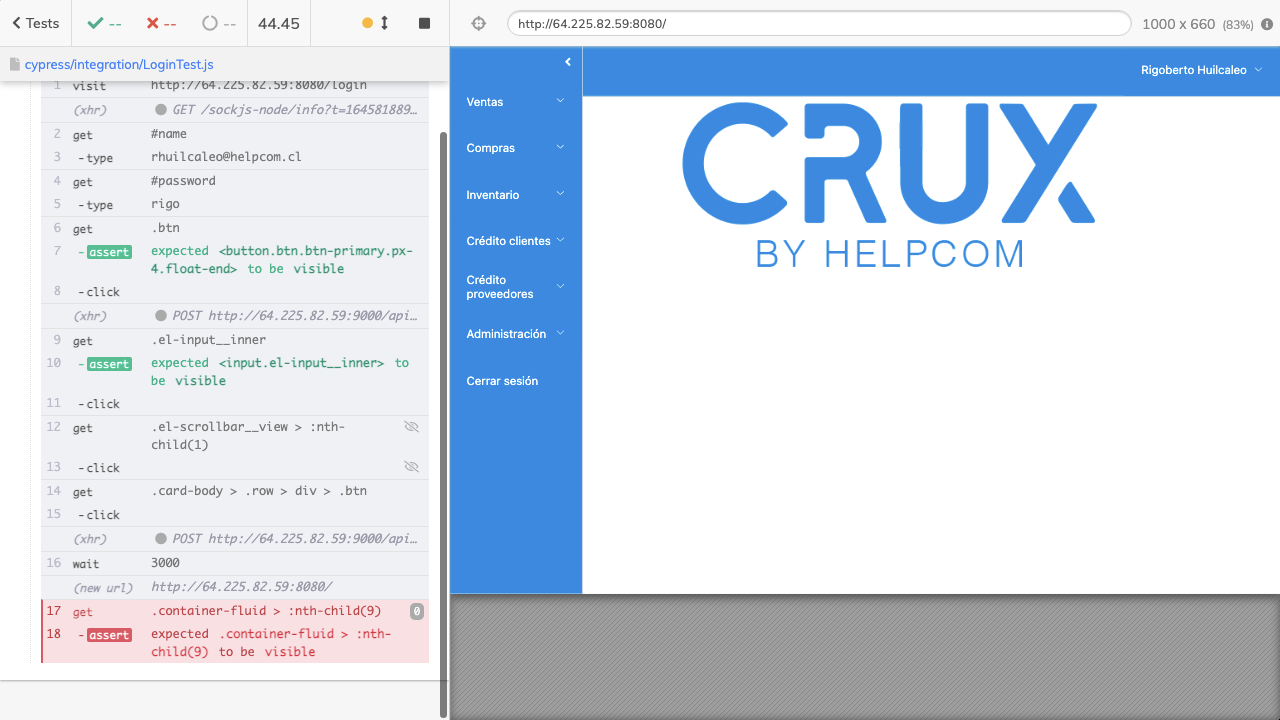 Tests
--
--
--
44.45
http://64.225.82.59:8080/
1000 x 660 (83%)
cypress/integration/LoginTest.js
1 visit http://64.225.82.59:8080/login
(xhr) GET /sockjs-node/info?t=164581889…
2 get #name
3 -type rhuilcaleo@helpcom.cl
4 get #password
5 -type rigo
6 get .btn
7 -assert expected <button.btn.btn-primary.px-
4.float-end> to be visible
8 -click
(xhr) POST http://64.225.82.59:9000/api…
9 get .el-input__inner
10 -assert expected <input.el-input__inner> to
be visible
11 -click
12 get .el-scrollbar__view > :nth-
child(1)
13 -click
14 get .card-body > .row > div > .btn
15 -click
(xhr) POST http://64.225.82.59:9000/api…
16 wait 3000
(new url) http://64.225.82.59:8080/
17 get .container-fluid > :nth-child(9) 0
18 -assert expected .container-fluid > :nth-
child(9) to be visible
Rigoberto Huilcaleo
Ventas
Compras
Inventario
Crédito clientes
Crédito
proveedores
Administración
Cerrar sesión
CRUX
BY HELPCOM